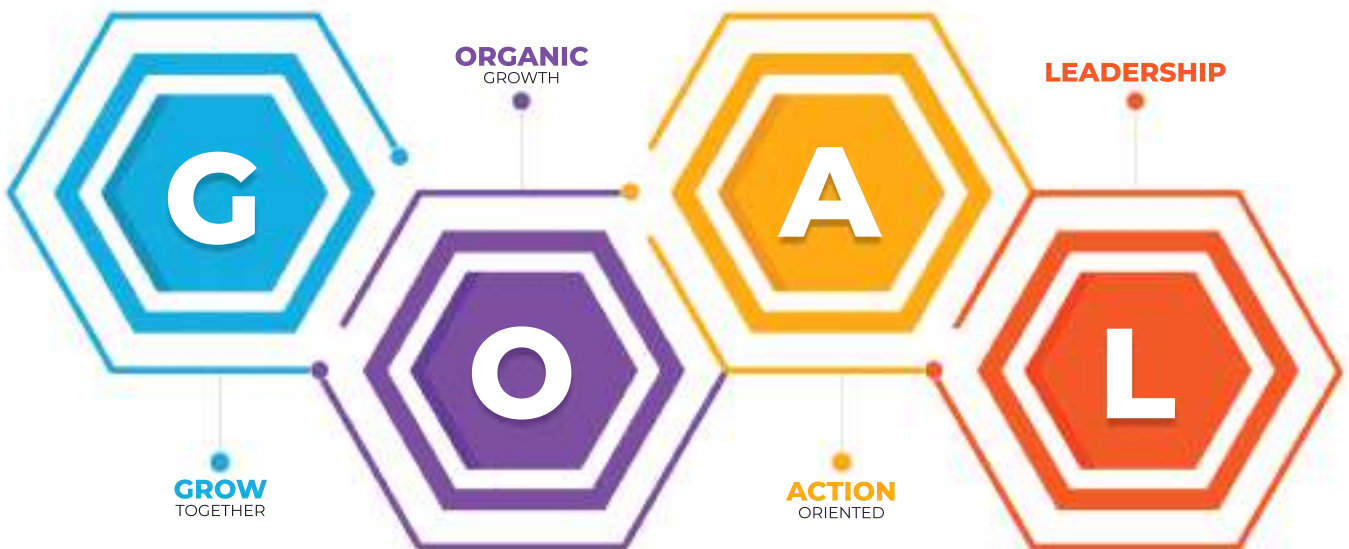 G
GROW
TOGETHER
ORGANIC
GROWTH
O
A
ACTION
ORIENTED
LEADERSHIP
L